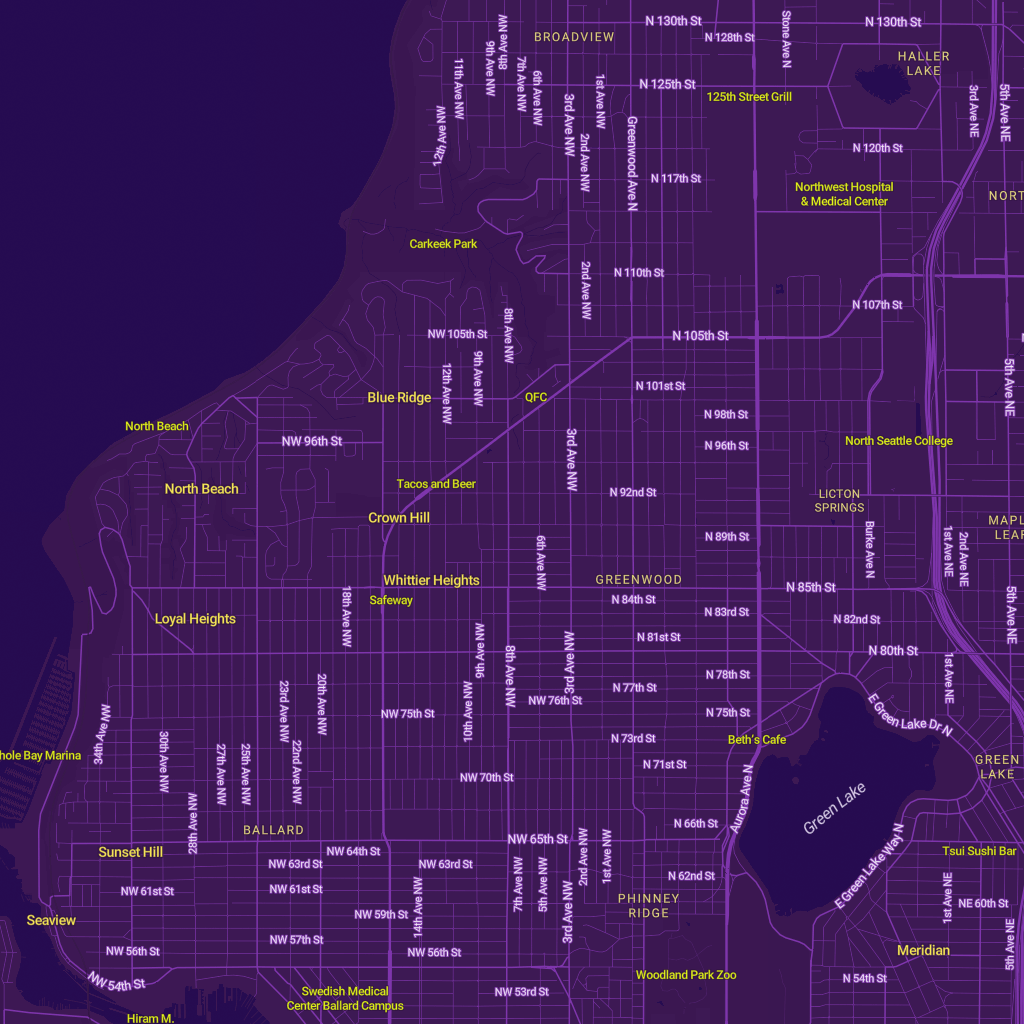 N 130th St
N 130th St
BROADVIEW
N 128th St
Stone Ave N
8th Ave NW
9th Ave NW
7th Ave NW
6th Ave NW
11th Ave NW
12th Ave NW
HALLER
LAKE
N 125th St
125th Street Grill
1st Ave NW
3rd Ave NW
2nd Ave NW
Greenwood Ave N
3rd Ave NE
5th Ave NE
N 120th St
N 117th St
Northwest Hospital
& Medical Center
NORT
Carkeek Park
N 110th St
2nd Ave NW
N 107th St
8th Ave NW
NW 105th St
N 105th St
9th Ave NW
12th Ave NW
5th Ave NE
N 101st St
Blue Ridge
QFC
N 98th St
North Beach
NW 96th St
N 96th St
North Seattle College
3rd Ave NW
Tacos and Beer
North Beach
N 92nd St
LICTON
SPRINGS
Crown Hill
MAPL
LEAF
N 89th St
Burke Ave N
1st Ave NE
2nd Ave NE
6th Ave NW
Whittier Heights
GREENWOOD
N 85th St
Safeway
N 84th St
N 83rd St
5th Ave NE
18th Ave NW
Loyal Heights
N 82nd St
N 81st St
N 80th St
9th Ave NW
8th Ave NW
3rd Ave NW
1st Ave NE
N 78th St
N 77th St
23rd Ave NW
20th Ave NW
10th Ave NW
NW 76th St
NW 75th St
N 75th St
E Green Lake Dr N
34th Ave NW
30th Ave NW
27th Ave NW
25th Ave NW
22nd Ave NW
N 73rd St
Beth's Cafe
hole Bay Marina
N 71st St
GREEN
LAKE
NW 70th St
Aurora Ave N
Green Lake
28th Ave NW
BALLARD
N 66th St
NW 65th St
Sunset Hill
NW 64th St
NW 63rd St
NW 63rd St
7th Ave NW
5th Ave NW
2nd Ave NW
1st Ave NW
E Green Lake Way N
Tsui Sushi Bar
N 62nd St
NW 61st St
NW 61st St
14th Ave NW
3rd Ave NW
1st Ave NE
NE 60th St
PHINNEY
RIDGE
NW 59th St
Seaview
5th Ave NE
NW 57th St
NW 56th St
NW 56th St
Meridian
Woodland Park Zoo
N 54th St
NW 54th St
NW 53rd St
Swedish Medical
Center Ballard Campus
Hiram M.